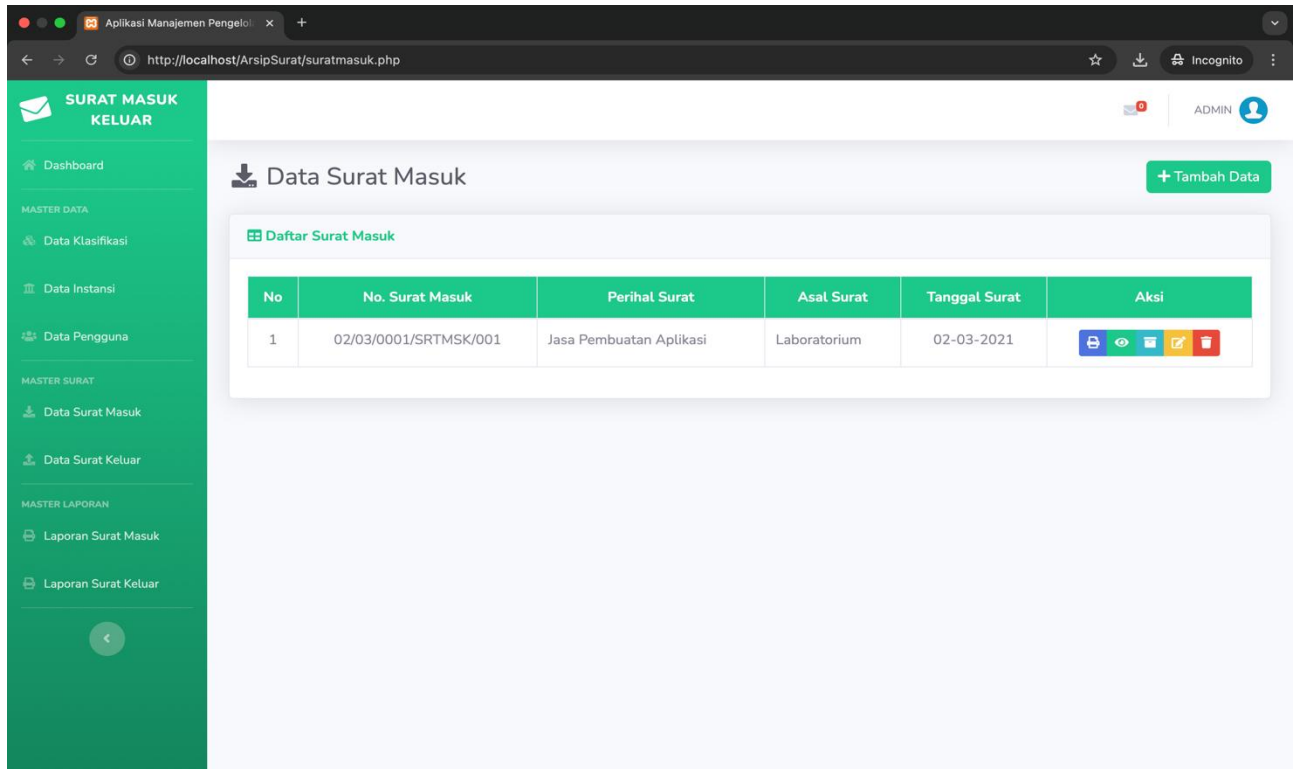 Aplikasi Manajemen Pengelol
http://localhost/ArsipSurat/suratmasuk.php
Incognito
SURAT MASUK
KELUAR
0
ADMIN
Dashboard
MASTER DATA
Data Klasifikasi
Data Instansi
Data Pengguna
MASTER SURAT
Data Surat Masuk
Data Surat Keluar
MASTER LAPORAN
Laporan Surat Masuk
Laporan Surat Keluar
Data Surat Masuk
+ Tambah Data
Daftar Surat Masuk
No No. Surat Masuk Perihal Surat Asal Surat Tanggal Surat Aksi
1 02/03/0001/SRTMSK/001 Jasa Pembuatan Aplikasi Laboratorium 02-03-2021